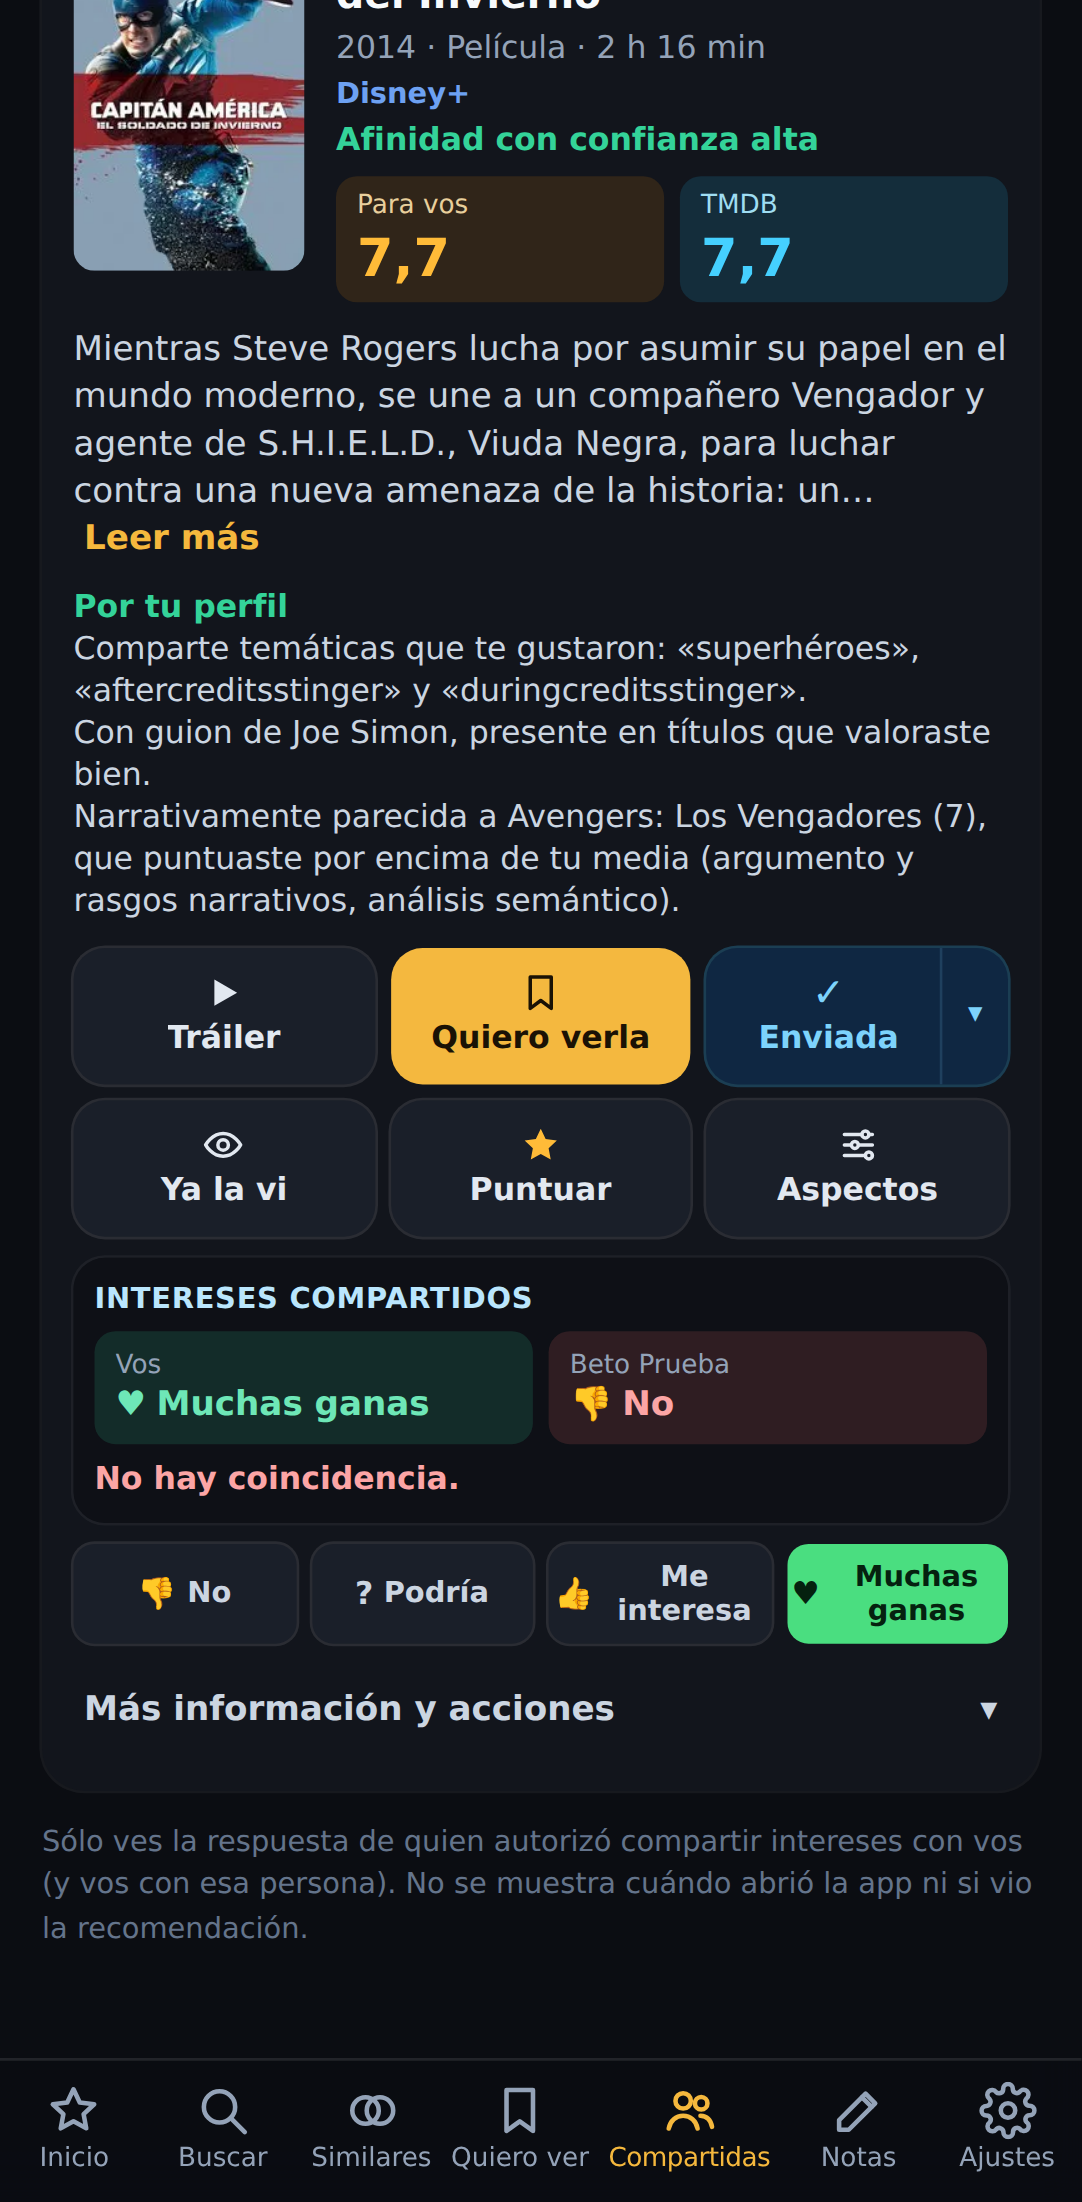 del invierno
2014 · Película · 2 h 16 min
Disney+
Afinidad con confianza alta
CAPITÁN AMÉRICA
EL SOLDADO DE INVIERNO
Para vos
7,7
TMDB
7,7
Mientras Steve Rogers lucha por asumir su papel en el
mundo moderno, se une a un compañero Vengador y
agente de S.H.I.E.L.D., Viuda Negra, para luchar
contra una nueva amenaza de la historia: un…
Leer más
Por tu perfil
Comparte temáticas que te gustaron: «superhéroes»,
«aftercreditsstinger» y «duringcreditsstinger».
Con guion de Joe Simon, presente en títulos que valoraste
bien.
Narrativamente parecida a Avengers: Los Vengadores (7),
que puntuaste por encima de tu media (argumento y
rasgos narrativos, análisis semántico).
▶
Tráiler
Quiero verla
✓
Enviada
▼
Ya la vi
Puntuar
Aspectos
INTERESES COMPARTIDOS
Vos
♥ Muchas ganas
Beto Prueba
👎 No
No hay coincidencia.
👎 No
? Podría
👍 Me
interesa
♥ Muchas
ganas
Más información y acciones ▼
Sólo ves la respuesta de quien autorizó compartir intereses con vos
(y vos con esa persona). No se muestra cuándo abrió la app ni si vio
la recomendación.
Inicio
Buscar
Similares
Quiero ver
Compartidas
Notas
Ajustes